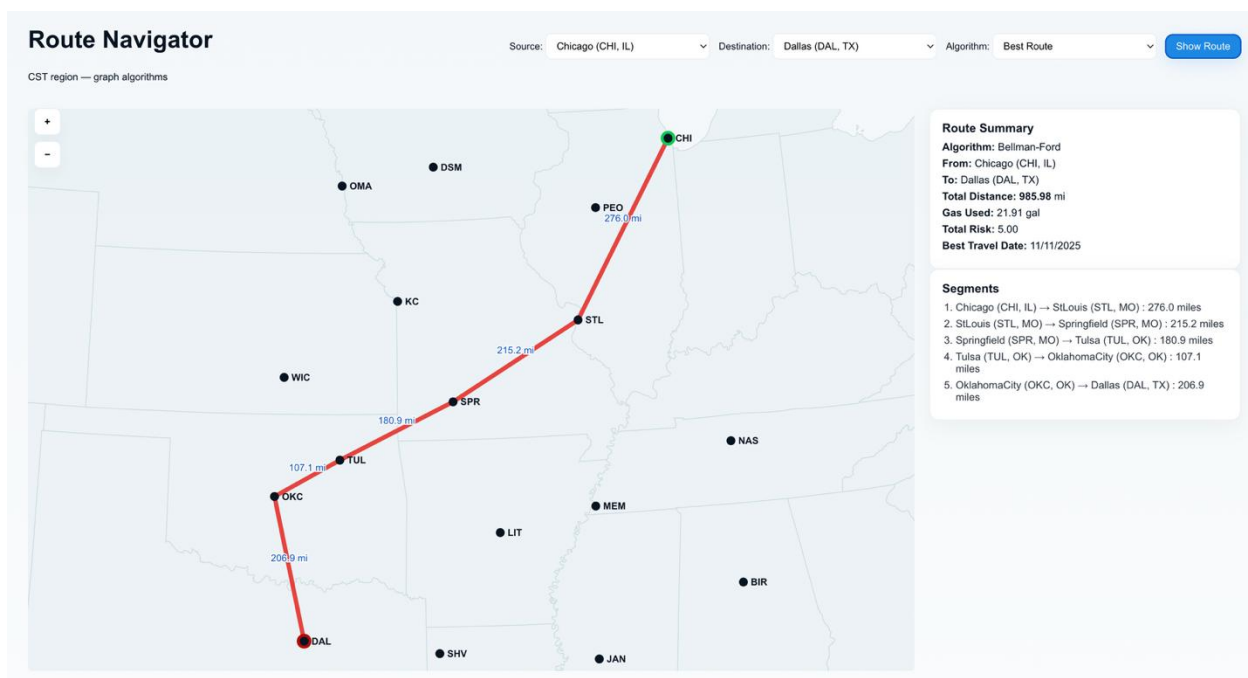 Route Navigator
Source: Chicago (CHI, IL) Destination: Dallas (DAL, TX) Algorithm: Best Route Show Route
CST region — graph algorithms
+
−
CHI
DSM
OMA
PEO
276.0 mi
KC
STL
215.2 mi
WIC
SPR
180.9 mi
NAS
TUL
107.1 mi
OKC
MEM
LIT
206.9 mi
BIR
DAL
SHV
JAN
Route Summary
Algorithm: Bellman-Ford
From: Chicago (CHI, IL)
To: Dallas (DAL, TX)
Total Distance: 985.98 mi
Gas Used: 21.91 gal
Total Risk: 5.00
Best Travel Date: 11/11/2025
Segments
1. Chicago (CHI, IL) → StLouis (STL, MO) : 276.0 miles
2. StLouis (STL, MO) → Springfield (SPR, MO) : 215.2 miles
3. Springfield (SPR, MO) → Tulsa (TUL, OK) : 180.9 miles
4. Tulsa (TUL, OK) → OklahomaCity (OKC, OK) : 107.1
miles
5. OklahomaCity (OKC, OK) → Dallas (DAL, TX) : 206.9
miles